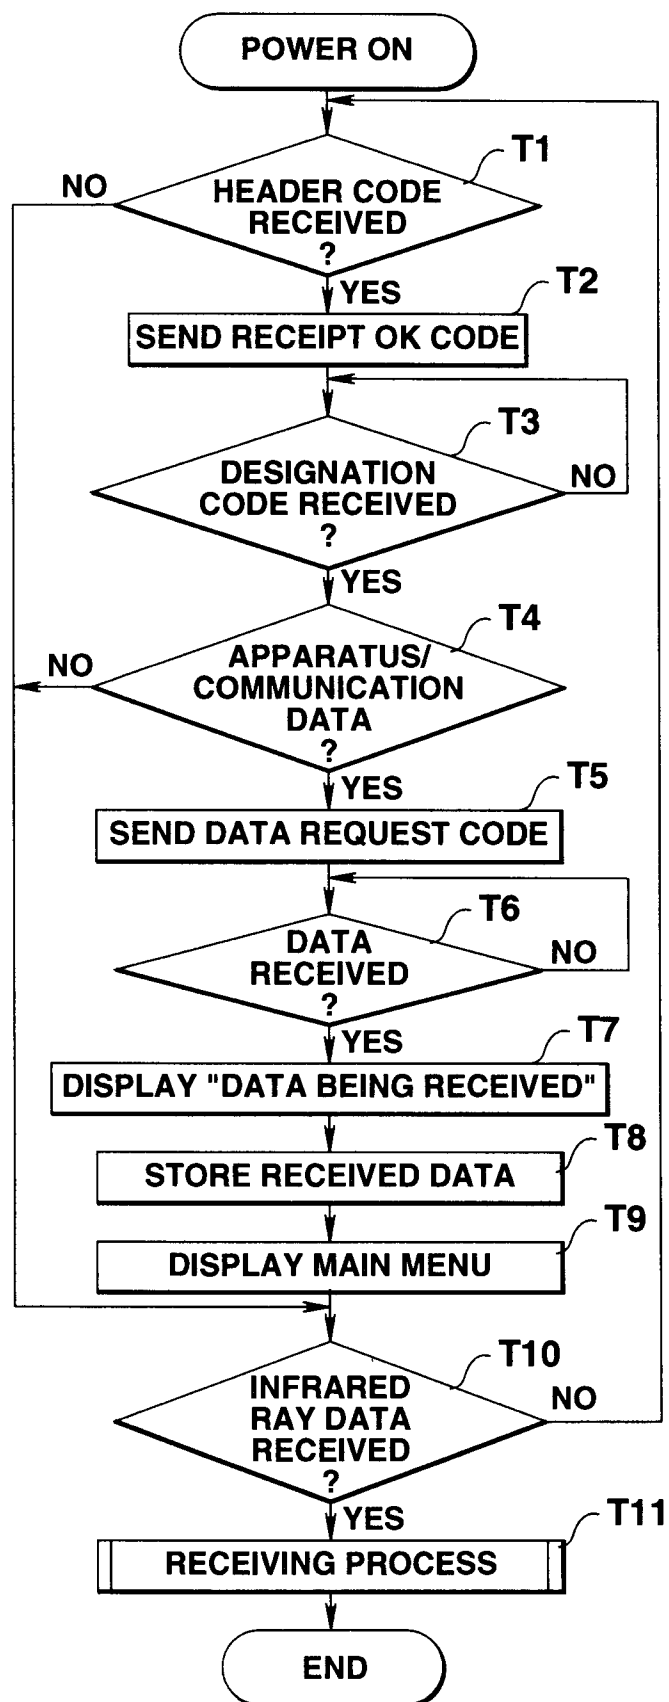 POWER ON
T1
NO
HEADER CODE
RECEIVED
?
YES
T2
SEND RECEIPT OK CODE
T3
DESIGNATION
CODE RECEIVED
?
NO
YES
T4
NO
APPARATUS/
COMMUNICATION
DATA
?
YES
T5
SEND DATA REQUEST CODE
T6
DATA
RECEIVED
?
NO
YES
T7
DISPLAY "DATA BEING RECEIVED"
T8
STORE RECEIVED DATA
T9
DISPLAY MAIN MENU
T10
INFRARED
RAY DATA
RECEIVED
?
NO
YES
T11
RECEIVING PROCESS
END